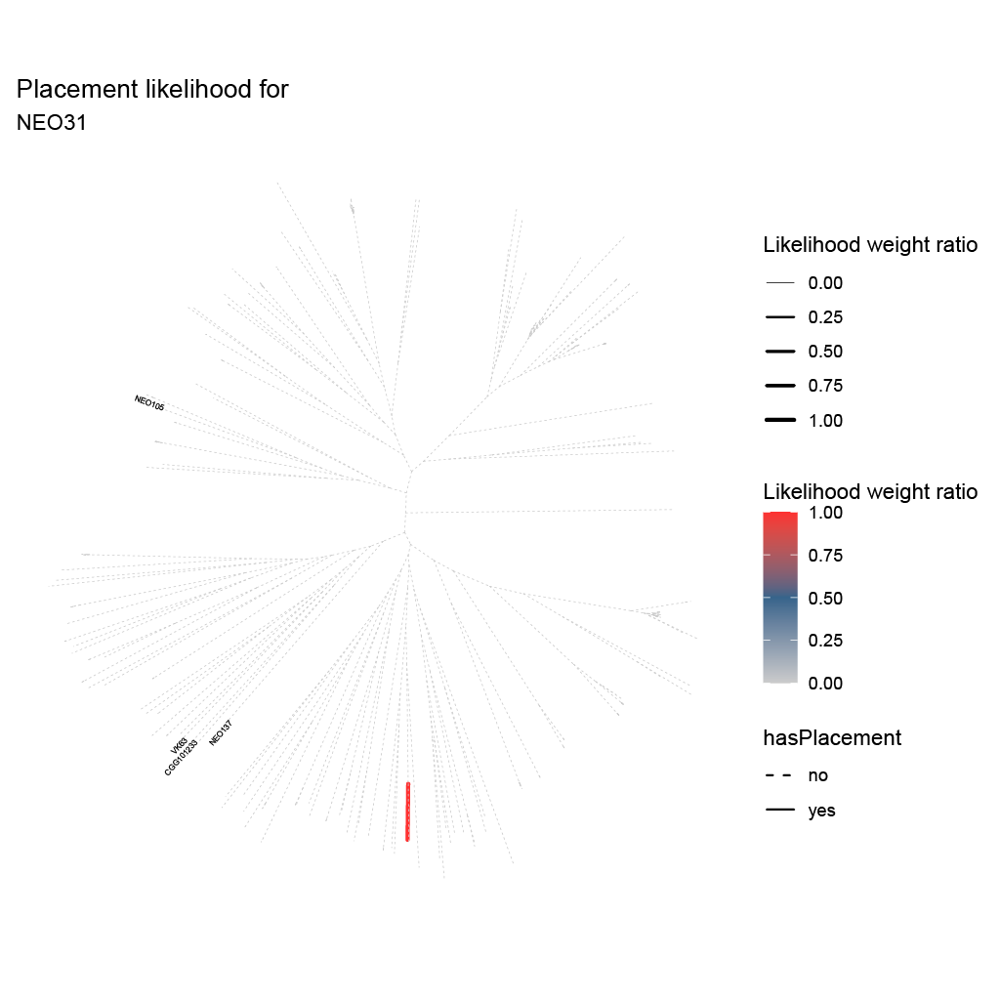 Placement likelihood for
NEO31
NEO105
VK63
CGG101233
NEO137
Likelihood weight ratio
0.00
0.25
0.50
0.75
1.00
Likelihood weight ratio
1.00
0.75
0.50
0.25
0.00
hasPlacement
no
yes